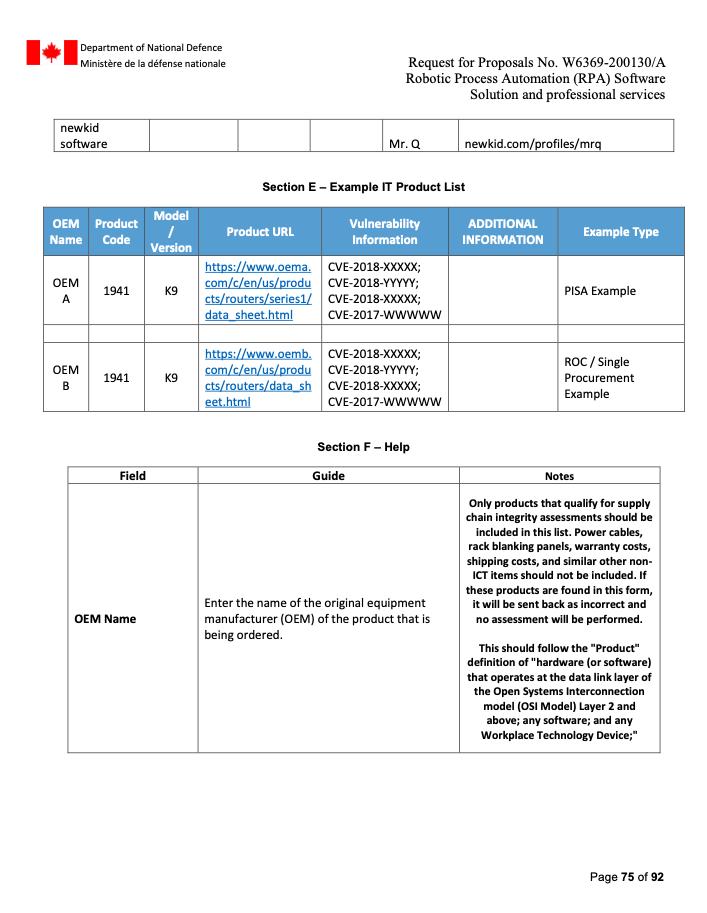 Department of National Defence
Ministère de la défense nationale
Request for Proposals No. W6369-200130/A
Robotic Process Automation (RPA) Software
Solution and professional services
newkid
software
Mr. Q
newkid.com/profiles/mrq
Section E – Example IT Product List
OEM
Name
Product
Code
Model
/
Version
Product URL
Vulnerability
Information
ADDITIONAL
INFORMATION
Example Type
OEM
A
1941
K9
https://www.oema.
com/c/en/us/produ
cts/routers/series1/
data_sheet.html
CVE-2018-XXXXX;
CVE-2018-YYYYY;
CVE-2018-XXXXX;
CVE-2017-WWWWW
PISA Example
OEM
B
1941
K9
https://www.oemb.
com/c/en/us/produ
cts/routers/data_sh
eet.html
CVE-2018-XXXXX;
CVE-2018-YYYYY;
CVE-2018-XXXXX;
CVE-2017-WWWWW
ROC / Single
Procurement
Example
Section F – Help
Field
Guide
Notes
OEM Name
Enter the name of the original equipment
manufacturer (OEM) of the product that is
being ordered.
Only products that qualify for supply
chain integrity assessments should be
included in this list. Power cables,
rack blanking panels, warranty costs,
shipping costs, and similar other non-
ICT items should not be included. If
these products are found in this form,
it will be sent back as incorrect and
no assessment will be performed.
This should follow the "Product"
definition of "hardware (or software)
that operates at the data link layer of
the Open Systems Interconnection
model (OSI Model) Layer 2 and
above; any software; and any
Workplace Technology Device;"
Page 75 of 92